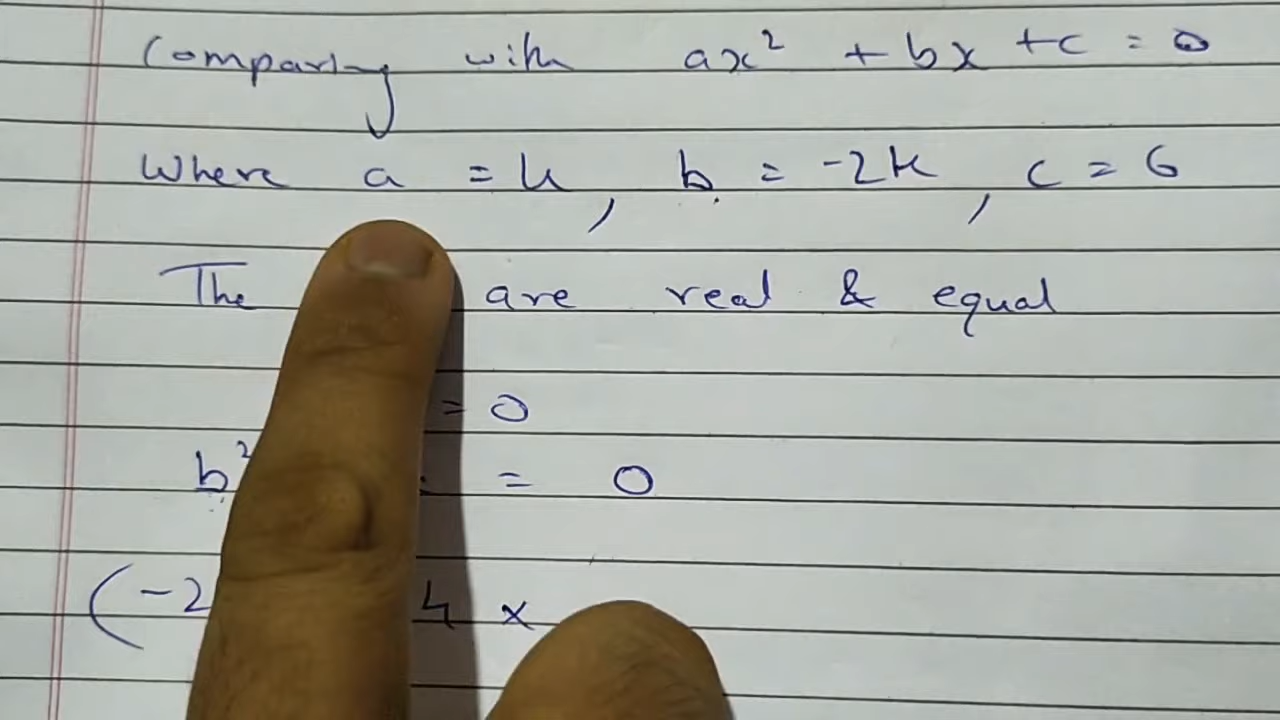 Comparing with ax² + bx + c = 0
Where a = k, b = -2k, c = 6
The are real & equal
= 0
b² = 0
(-2 4 ×